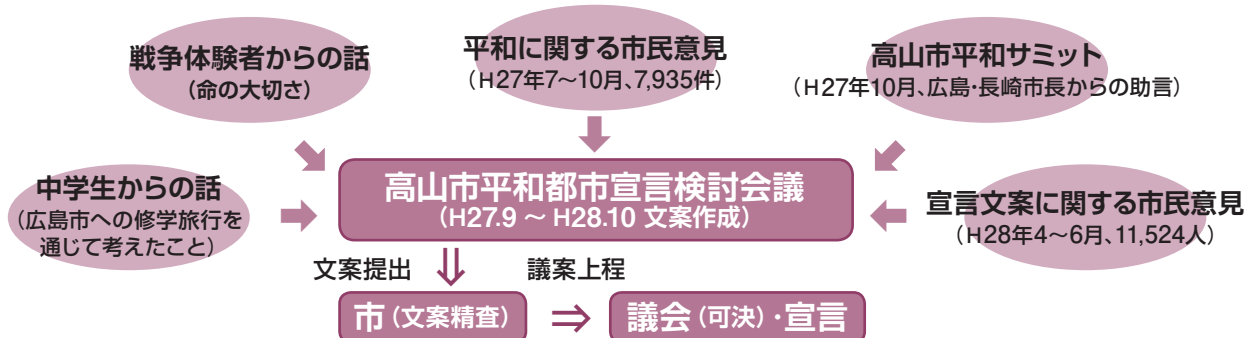 戦争体験者からの話
(命の大切さ)
平和に関する市民意見
(H27年7~10月、7,935件)
高山市平和サミット
(H27年10月、広島・長崎市長からの助言)
中学生からの話
(広島市への修学旅行を
通じて考えたこと)
高山市平和都市宣言検討会議
(H27.9 ~ H28.10 文案作成)
宣言文案に関する市民意見
(H28年4~6月、11,524人)
文案提出 ⇓ 議案上程
市(文案精査) ⇒ 議会(可決)・宣言